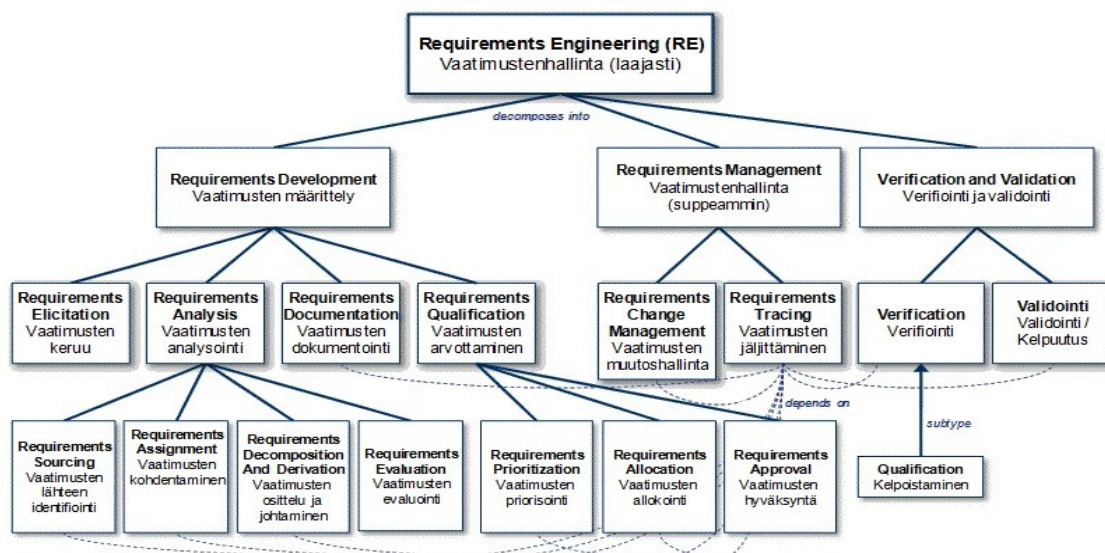 Requirements Engineering (RE)
Vaatimustenhallinta (laajasti)
decomposes into
Requirements Development
Vaatimusten määrittely
Requirements Management
Vaatimustenhallinta
(suppeammin)
Verification and Validation
Verifiointi ja validointi
Requirements
Elicitation
Vaatimusten
keruu
Requirements
Analysis
Vaatimusten
analysointi
Requirements
Documentation
Vaatimusten
dokumentointi
Requirements
Qualification
Vaatimusten
arvottaminen
Requirements
Change
Management
Vaatimusten
muutoshallinta
Requirements
Tracing
Vaatimusten
jäljittäminen
Verification
Verifiointi
Validointi
Validointi /
Kelpuutus
depends on
subtype
Requirements
Sourcing
Vaatimusten
lähteen
identifiointi
Requirements
Assignment
Vaatimusten
kohdentaminen
Requirements
Decomposition
And Derivation
Vaatimusten
osittelu ja
johtaminen
Requirements
Evaluation
Vaatimusten
evaluointi
Requirements
Prioritization
Vaatimusten
priorisointi
Requirements
Allocation
Vaatimusten
allokointi
Requirements
Approval
Vaatimusten
hyväksyntä
Qualification
Kelpoistaminen